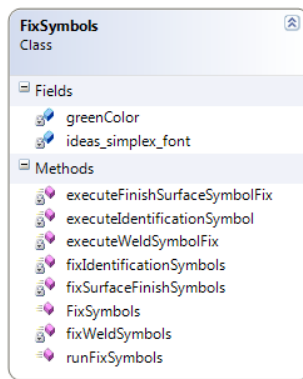 FixSymbols
Class
Fields
greenColor
ideas_simplex_font
Methods
executeFinishSurfaceSymbolFix
executeIdentificationSymbol
executeWeldSymbolFix
fixIdentificationSymbols
fixSurfaceFinishSymbols
FixSymbols
fixWeldSymbols
runFixSymbols